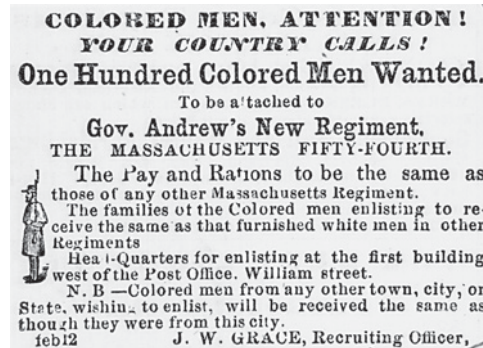 COLORED MEN, ATTENTION!
YOUR COUNTRY CALLS!
One Hundred Colored Men Wanted.
To be attached to
Gov. Andrew's New Regiment,
THE MASSACHUSETTS FIFTY-FOURTH.
The Pay and Rations to be the same as
those of any other Massachusetts Regiment.
The families of the Colored men enlisting to re-
ceive the same as that furnished white men in other
Regiments
Head-Quarters for enlisting at the first building
west of the Post Office. William street.
N. B —Colored men from any other town, city, or
State, wishing to enlist, will be received the same as
though they were from this city.
feb12 J. W. GRACE, Recruiting Officer,